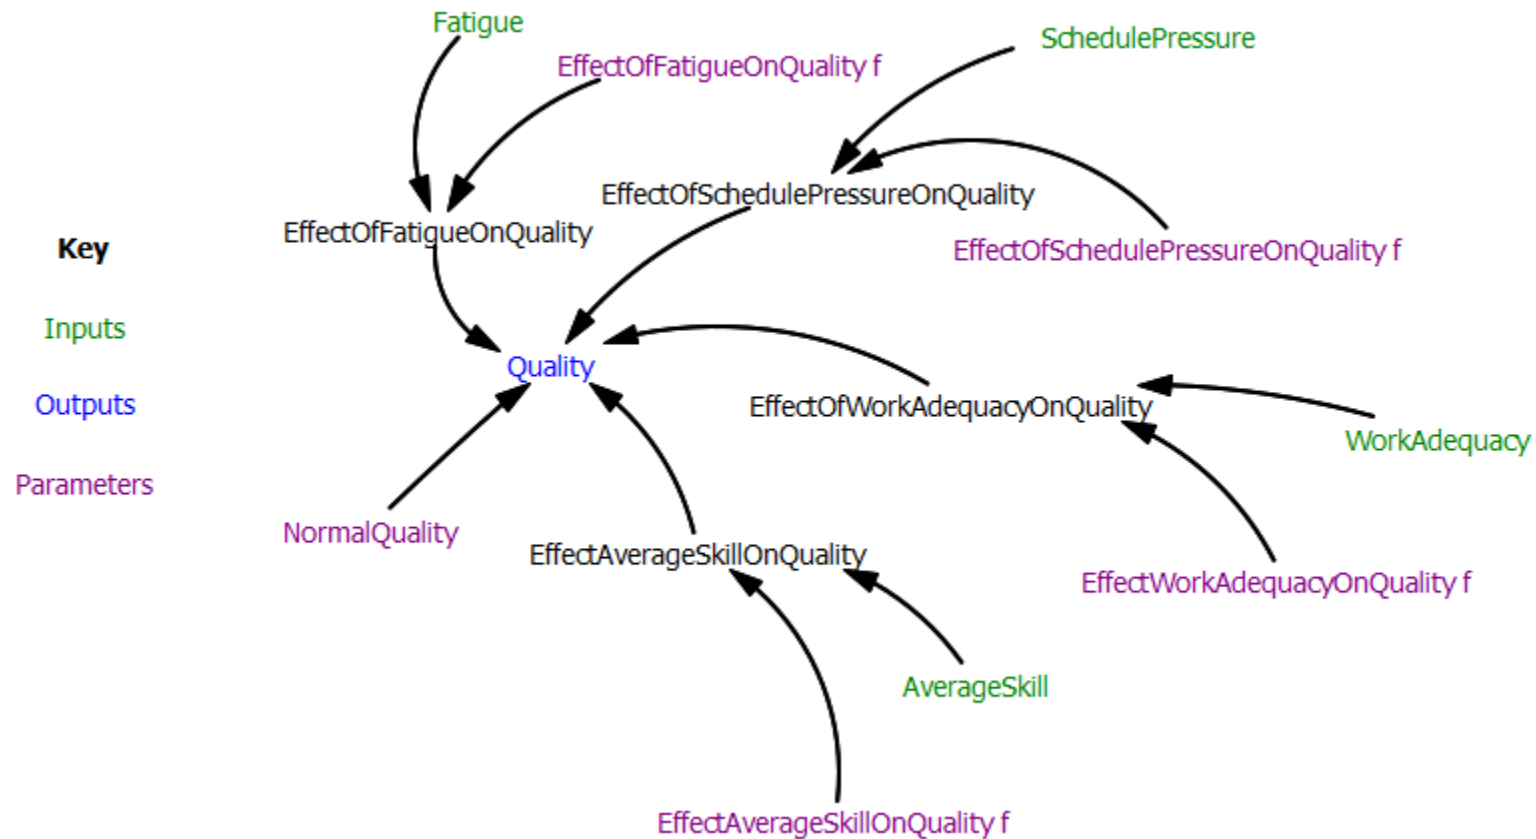 Fatigue
SchedulePressure
EffectOfFatigueOnQuality f
EffectOfSchedulePressureOnQuality
EffectOfFatigueOnQuality
Key
EffectOfSchedulePressureOnQuality f
Inputs
Quality
Outputs
EffectOfWorkAdequacyOnQuality
WorkAdequacy
Parameters
NormalQuality
EffectAverageSkillOnQuality
EffectWorkAdequacyOnQuality f
AverageSkill
EffectAverageSkillOnQuality f